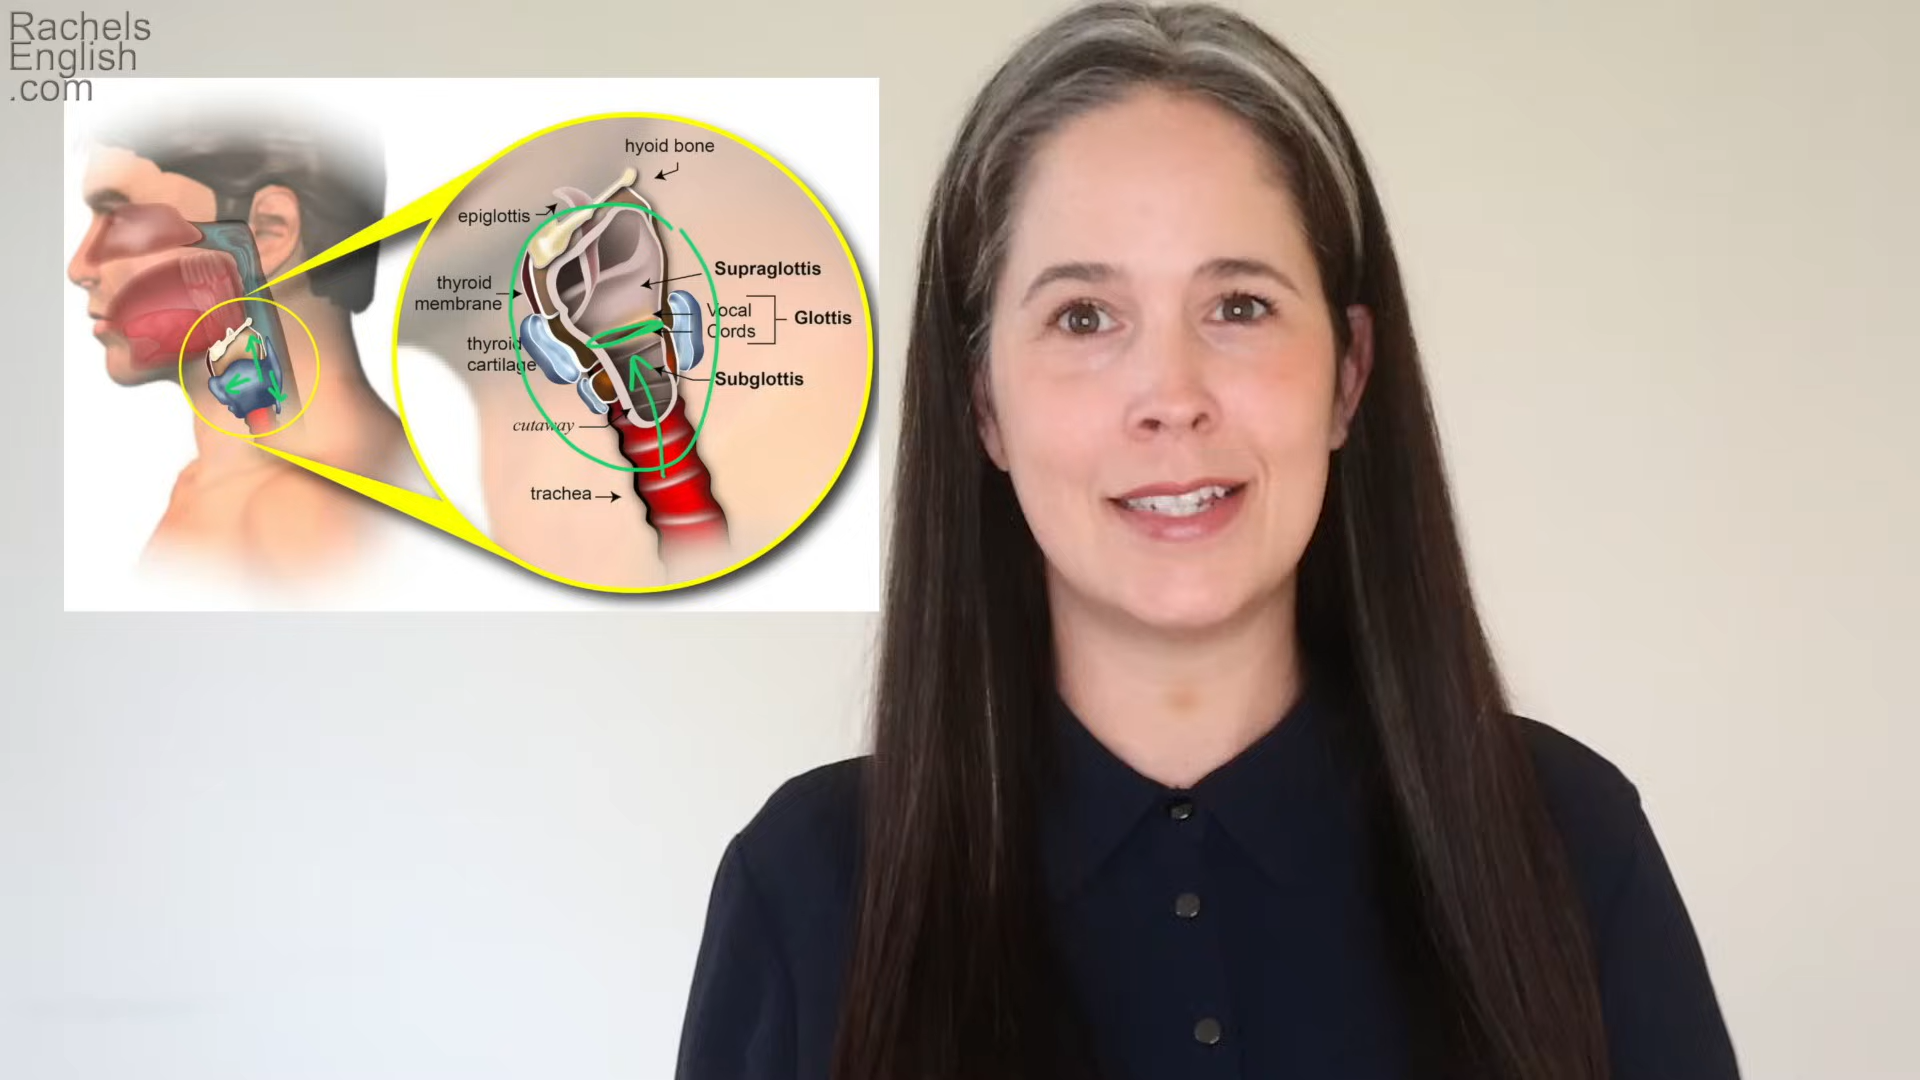 Rachels
English
.com
hyoid bone
epiglottis
Supraglottis
thyroid
membrane
Vocal
Cords
Glottis
thyroid
cartilage
Subglottis
cutaway
trachea